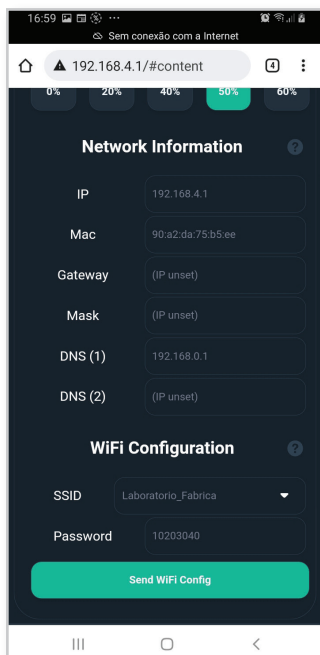 16:59
Sem conexão com a Internet
192.168.4.1/#content
4
0% 20% 40% 50% 60%
Network Information ?
IP 192.168.4.1
Mac 90:a2:da:75:b5:ee
Gateway (IP unset)
Mask (IP unset)
DNS (1) 192.168.0.1
DNS (2) (IP unset)
WiFi Configuration ?
SSID Laboratorio_Fabrica
Password 10203040
Send WiFi Config